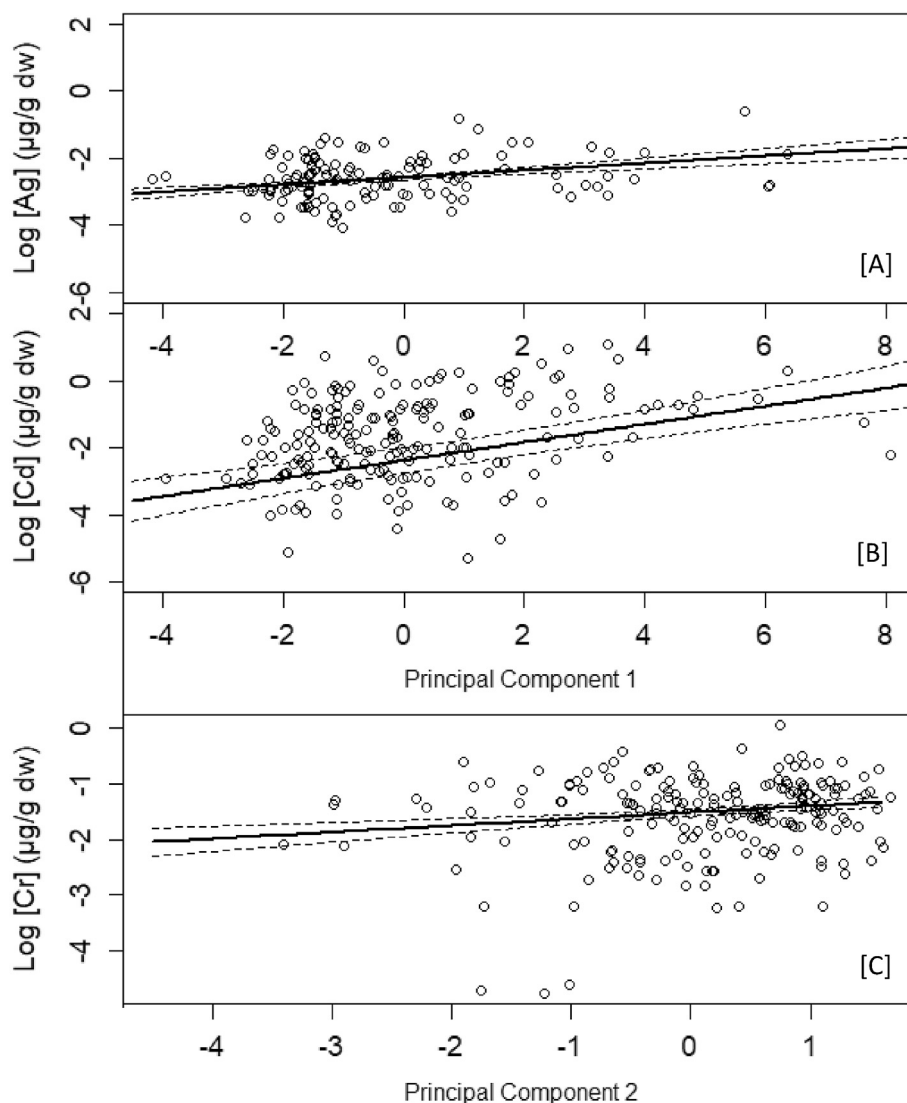 2
0
-2
-4
-6
Log [Ag] (µg/g dw)
[A]
-4 -2 0 2 4 6 8
2
0
-2
-4
-6
Log [Cd] (µg/g dw)
[B]
-4 -2 0 2 4 6 8
Principal Component 1
0
-1
-2
-3
-4
Log [Cr] (µg/g dw)
[C]
-4 -3 -2 -1 0 1
Principal Component 2